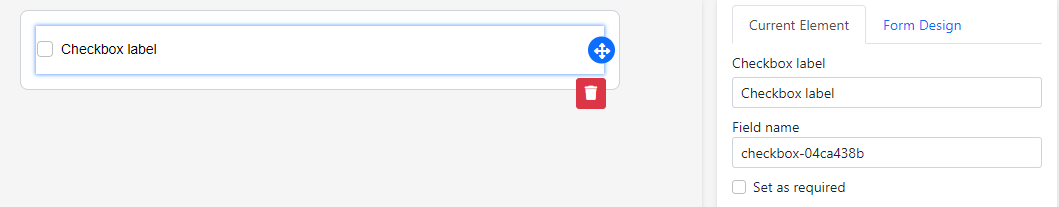 Checkbox label
Current Element
Form Design
Checkbox label
Checkbox label
Field name
checkbox-04ca438b
Set as required